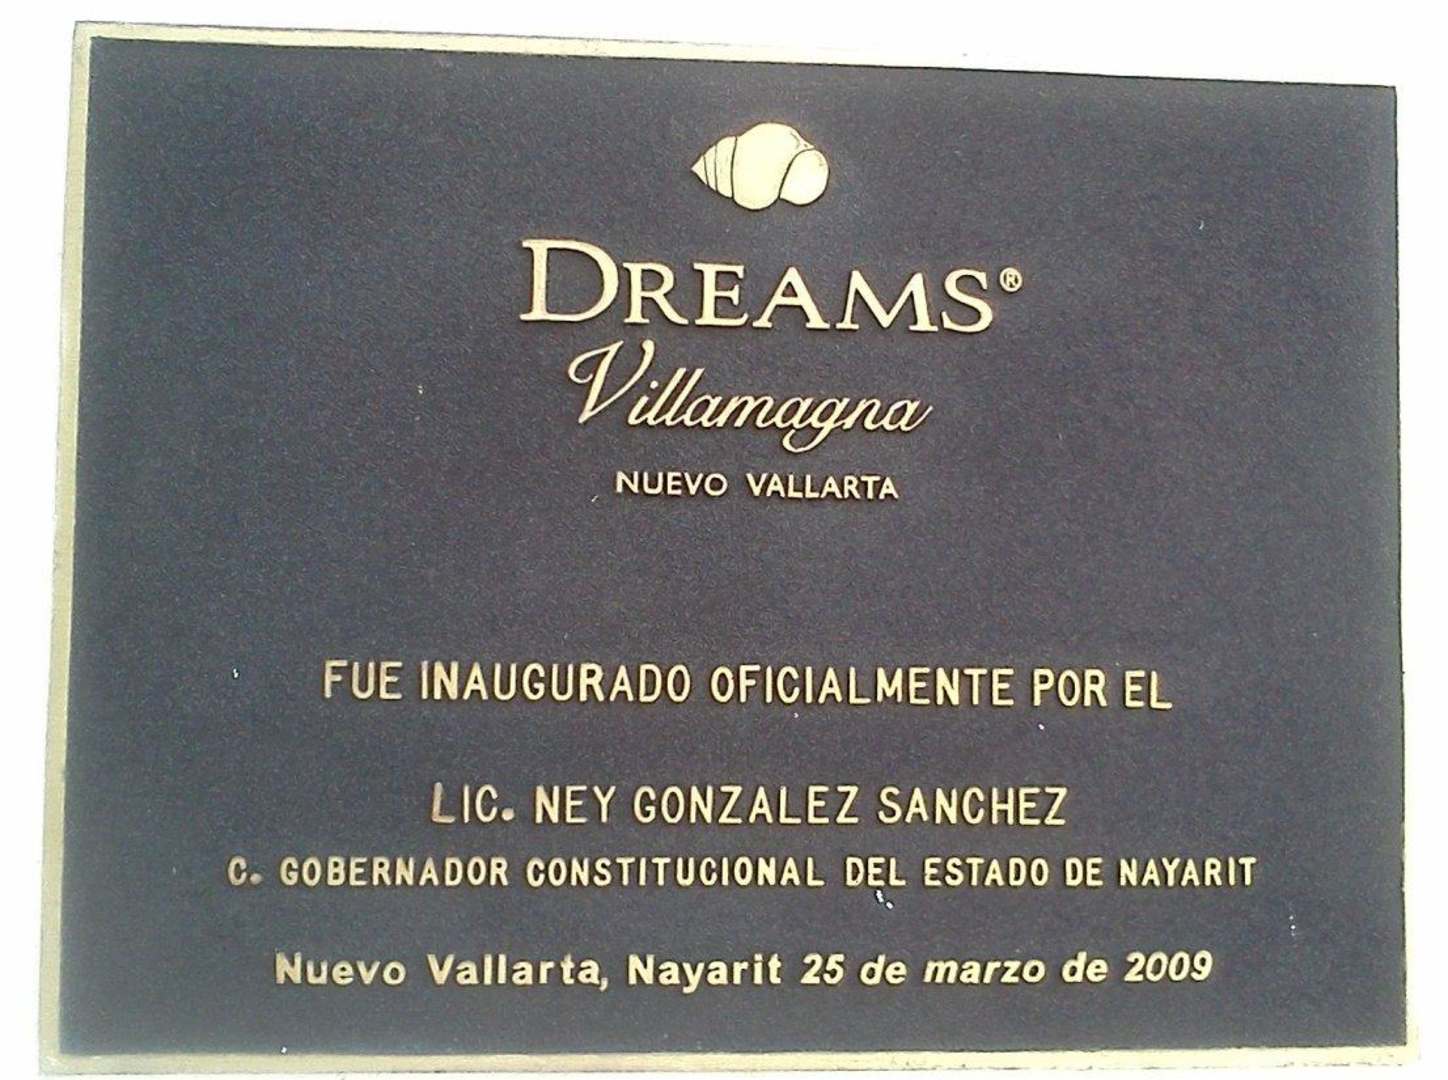 DREAMS®
Villamagna
NUEVO VALLARTA
FUE INAUGURADO OFICIALMENTE POR EL
LIC. NEY GONZALEZ SANCHEZ
C. GOBERNADOR CONSTITUCIONAL DEL ESTADO DE NAYARIT
Nuevo Vallarta, Nayarit 25 de marzo de 2009